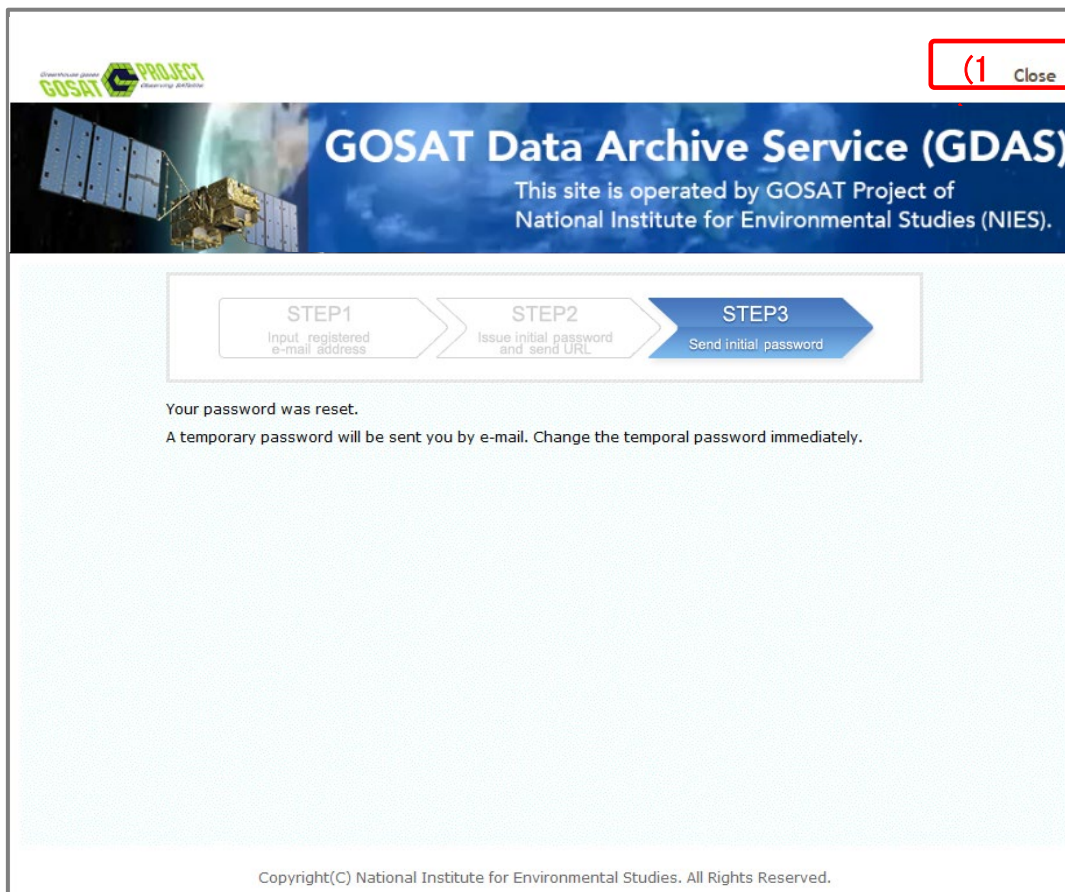 Greenhouse gases
GOSAT PROJECT
Observing SATellite
(1 Close
GOSAT Data Archive Service (GDAS)
This site is operated by GOSAT Project of
National Institute for Environmental Studies (NIES).
STEP1
Input registered
e-mail address
STEP2
Issue initial password
and send URL
STEP3
Send initial password
Your password was reset.
A temporary password will be sent you by e-mail. Change the temporal password immediately.
Copyright(C) National Institute for Environmental Studies. All Rights Reserved.